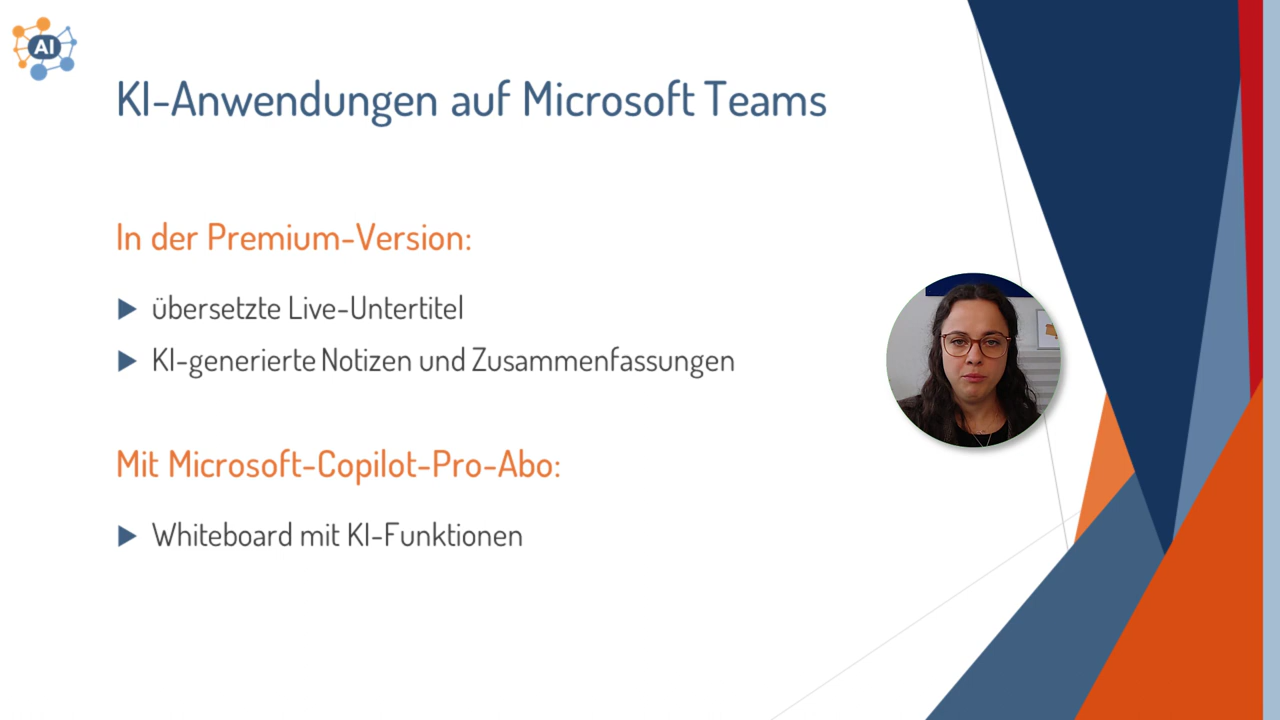 AI
KI-Anwendungen auf Microsoft Teams
In der Premium-Version:
übersetzte Live-Untertitel
KI-generierte Notizen und Zusammenfassungen
Mit Microsoft-Copilot-Pro-Abo:
Whiteboard mit KI-Funktionen